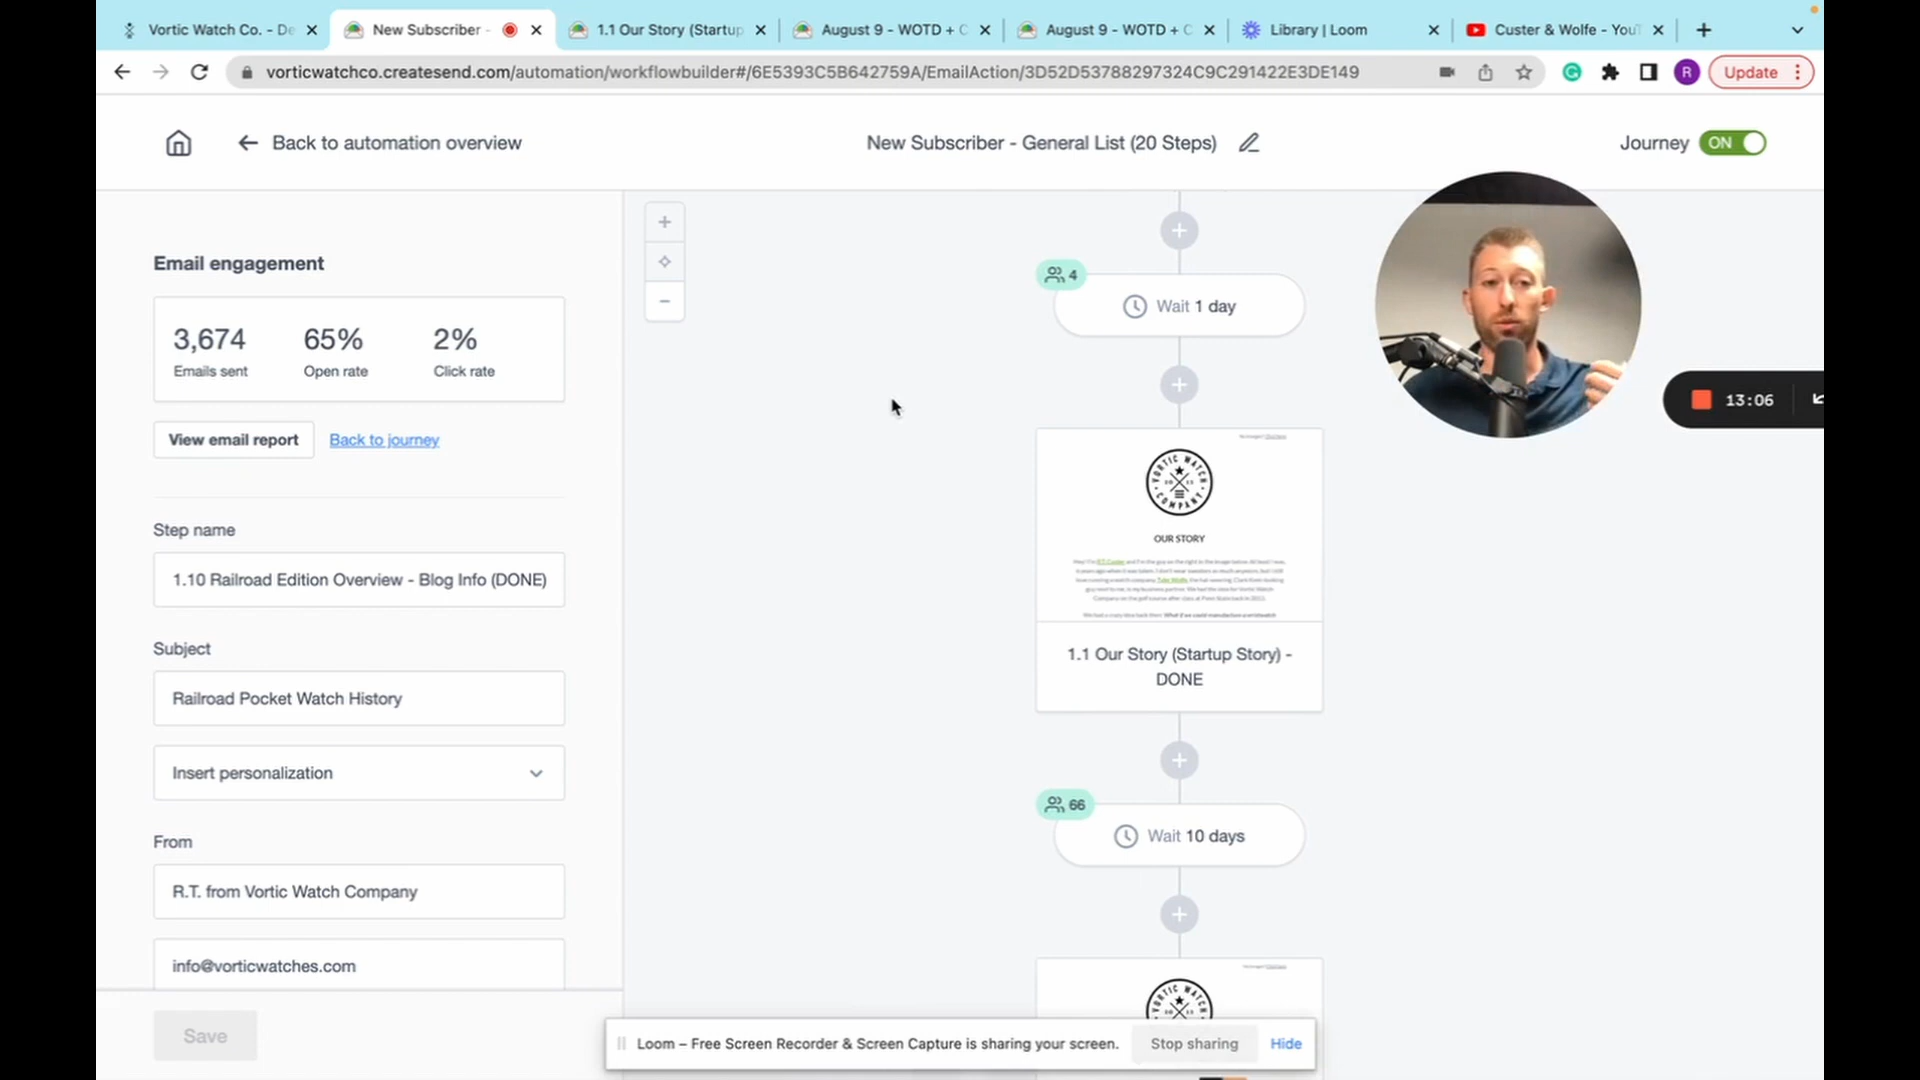 Vortic Watch Co. - De
New Subscriber -
1.1 Our Story (Startup
August 9 - WOTD + C
August 9 - WOTD + C
Library | Loom
Custer & Wolfe - YouT
vorticwatchco.createsend.com/automation/workflowbuilder#/6E5393C5B642759A/EmailAction/3D52D53788297324C9C291422E3DE149
R
Update
Back to automation overview
New Subscriber - General List (20 Steps)
Journey
ON
Email engagement
3,674
65%
2%
Emails sent
Open rate
Click rate
View email report
Back to journey
Step name
1.10 Railroad Edition Overview - Blog Info (DONE)
Subject
Railroad Pocket Watch History
Insert personalization
From
R.T. from Vortic Watch Company
info@vorticwatches.com
Save
4
Wait 1 day
VORTIC WATCH
COMPANY
OUR STORY
1.1 Our Story (Startup Story) -
DONE
66
Wait 10 days
VORTIC WATCH
13:06
Loom – Free Screen Recorder & Screen Capture is sharing your screen.
Stop sharing
Hide